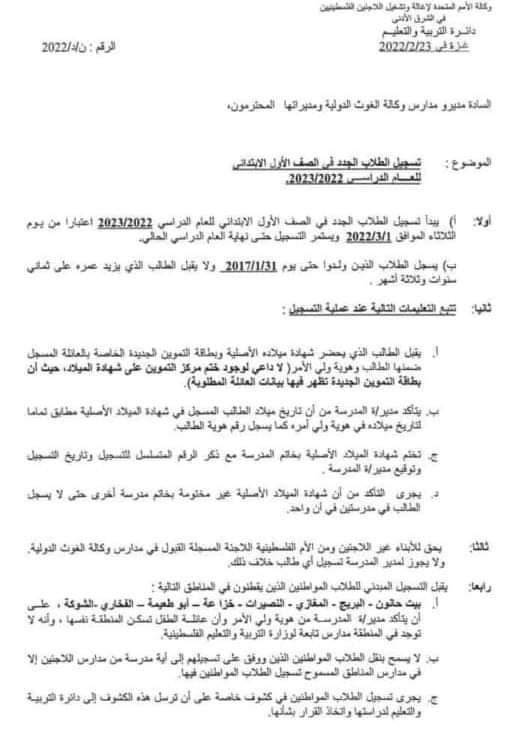 وكالة الأمم المتحدة لإغاثة وتشغيل اللاجئين الفلسطينيين
في الشرق الأدنى
دائرة التربية والتعليم
غزة في 2022/2/23
الرقم : ن/د/2022
السادة مديرو مدارس وكالة الغوث الدولية ومديراتها المحترمون،
الموضوع : تسجيل الطلاب الجدد في الصف الأول الابتدائي
للعـــام الدراســـي 2023/2022.
أولا: أ) يبدأ تسجيل الطلاب الجدد في الصف الأول الابتدائي للعام الدراسي 2023/2022 اعتبارا من يوم
الثلاثاء الموافق 2022/3/1 ويستمر التسجيل حتى نهاية العام الدراسي الحالي.
ب) يسجل الطلاب الذين ولدوا حتى يوم 2017/1/31 ولا يقبل الطالب الذي يزيد عمره على ثماني
سنوات وثلاثة أشهر .
ثانيا: تتبع التعليمات التالية عند عملية التسجيل :
أ. يقبل الطالب الذي يحضر شهادة ميلاده الأصلية وبطاقة التموين الجديدة الخاصة بالعائلة المسجل
ضمنها الطالب وهوية ولي الأمر( لا داعي لوجود ختم مركز التموين على شهادة الميلاد، حيث أن
بطاقة التموين الجديدة تظهر فيها بيانات العائلة المطلوبة).
ب. يتأكد مدير/ة المدرسة من أن تاريخ ميلاد الطالب المسجل في شهادة الميلاد الأصلية مطابق تماما
لتاريخ ميلاده في هوية ولي أمره كما يسجل رقم هوية الطالب.
ج. تختم شهادة الميلاد الأصلية بخاتم المدرسة مع ذكر الرقم المتسلسل للتسجيل وتاريخ التسجيل
وتوقيع مدير/ة المدرسة .
د. يجرى التأكد من أن شهادة الميلاد الأصلية غير مختومة بخاتم مدرسة أخرى حتى لا يسجل
الطالب في مدرستين في آن واحد.
ثالثا: يحق للأبناء غير اللاجئين ومن الأم الفلسطينية اللاجئة المسجلة القبول في مدارس وكالة الغوث الدولية.
ولا يجوز لمدير المدرسة تسجيل أي طالب خلاف ذلك.
رابعا: يقبل التسجيل المبدئي للطلاب المواطنين الذين يقطنون في المناطق التالية :
أ. بيت حانون - البريج - المغازي - النصيرات - خزاعة – أبو طعيمة – الفخاري -الشوكة ، على
أن يتأكد مدير/ة المدرسة من هوية ولي الأمر وأن عائلة الطفل تسكن المنطقة نفسها ، وأنه لا
توجد في المنطقة مدارس تابعة لوزارة التربية والتعليم الفلسطينية.
ب. لا يسمح بنقل الطلاب المواطنين الذين ووفق على تسجيلهم إلى أية مدرسة من مدارس اللاجئين إلا
في مدارس المناطق المسموح تسجيل الطلاب المواطنين فيها.
ج. يجرى تسجيل الطلاب المواطنين في كشوف خاصة على أن ترسل هذه الكشوف إلى دائرة التربية
والتعليم لدراستها واتخاذ القرار بشأنها.